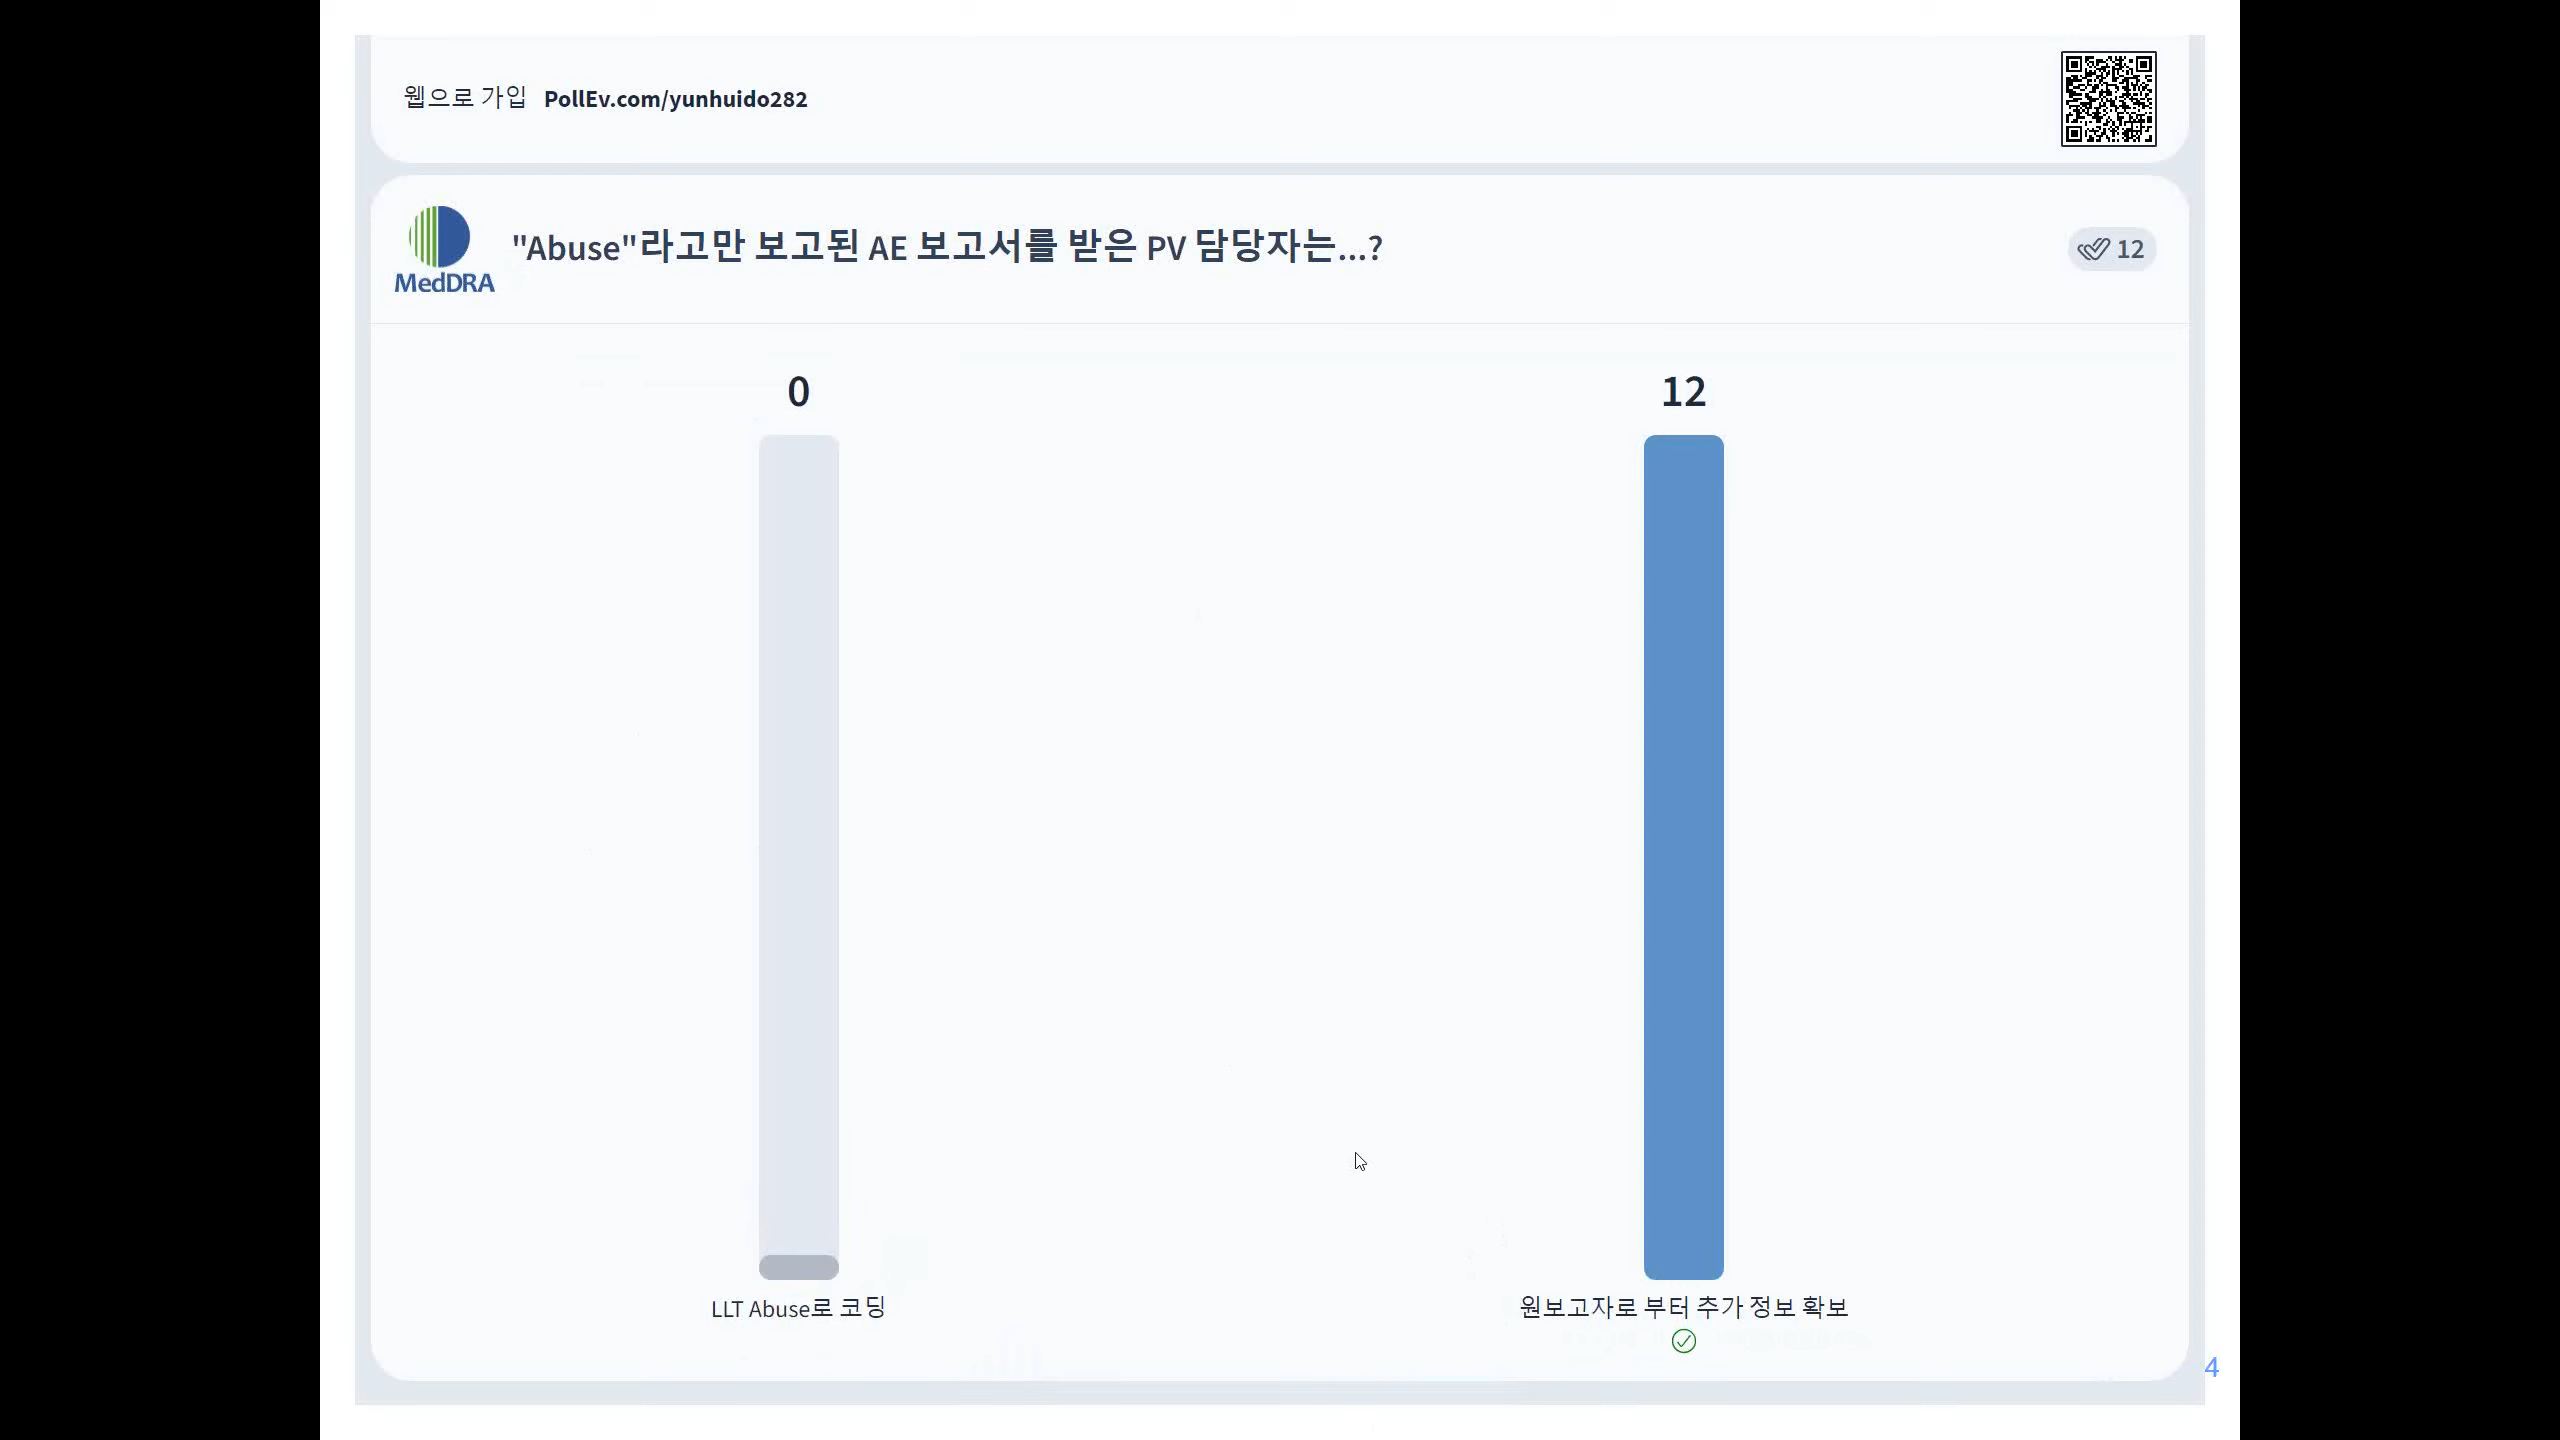 웹으로 가입 PollEv.com/yunhuido282
MedDRA
"Abuse"라고만 보고된 AE 보고서를 받은 PV 담당자는...?
12
0
12
LLT Abuse로 코딩
원보고자로 부터 추가 정보 확보
4